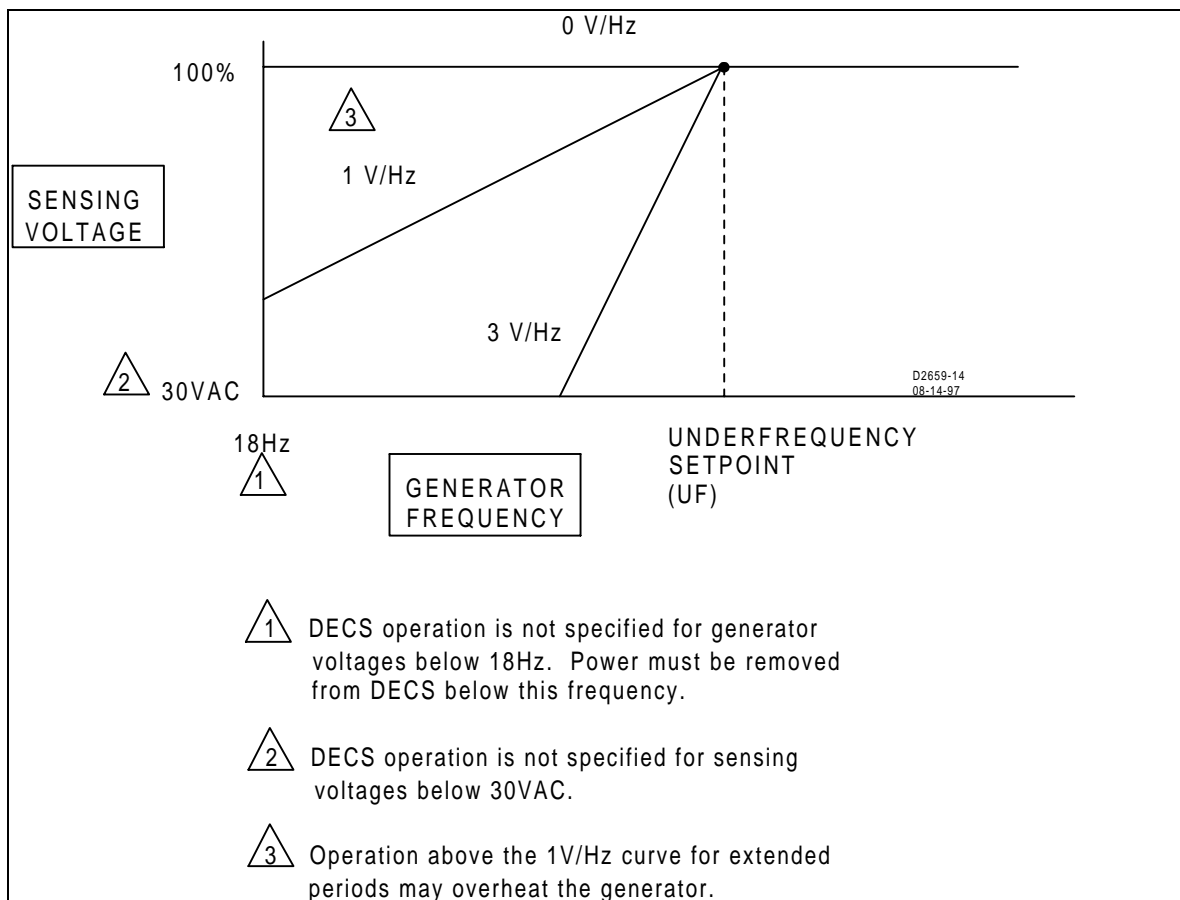 0 V/Hz
100%
3
1 V/Hz
SENSING
VOLTAGE
3 V/Hz
2
30VAC
D2659-14
08-14-97
18Hz
1
UNDERFREQUENCY
SETPOINT
(UF)
GENERATOR
FREQUENCY
1 DECS operation is not specified for generator
voltages below 18Hz. Power must be removed
from DECS below this frequency.
2 DECS operation is not specified for sensing
voltages below 30VAC.
3 Operation above the 1V/Hz curve for extended
periods may overheat the generator.